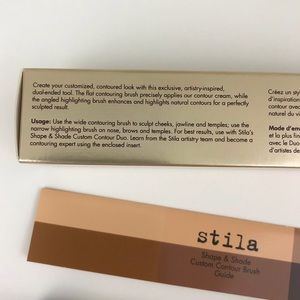 Create your customized, contoured look with this exclusive, artistry-inspired,
dual-ended tool. The flat contouring brush precisely applies our contour cream, while
the angled highlighting brush enhances and highlights natural contours for a perfectly
sculpted result.
Usage: Use the wide contouring brush to sculpt cheeks, jawline and temples; use the
narrow highlighting brush on nose, brows and temples. For best results, use with Stila's
Shape & Shade Custom Contour Duo. Learn from the Stila artistry team and become a
contouring expert using the enclosed insert.
Créez un st
d'inspiration
contour ave
naturel du vi
Mode d'em
et la plus fin
avec le Duo
d'artistes de
stila
Shape & Shade
Custom Contour Brush
Guide